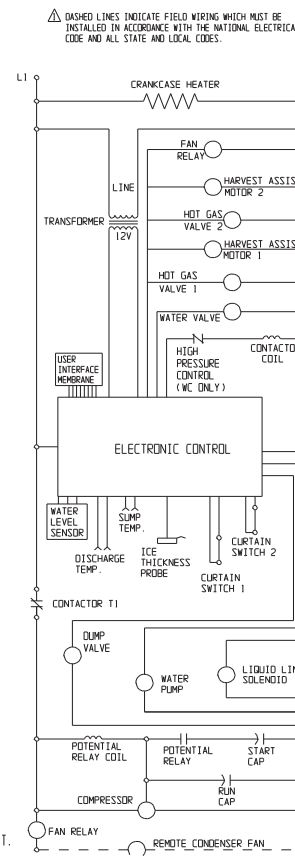 DASHED LINES INDICATE FIELD WIRING WHICH MUST BE
INSTALLED IN ACCORDANCE WITH THE NATIONAL ELECTRICA
CODE AND ALL STATE AND LOCAL CODES.
L1
CRANKCASE HEATER
FAN
RELAY
HARVEST ASSIS
MOTOR 2
LINE
TRANSFORMER
12V
HOT GAS
VALVE 2
HARVEST ASSIS
MOTOR 1
HOT GAS
VALVE 1
WATER VALVE
HIGH
PRESSURE
CONTROL
(WC ONLY)
CONTACTO
COIL
USER
INTERFACE
MEMBRANE
ELECTRONIC CONTROL
WATER
LEVEL
SENSOR
SUMP
TEMP.
DISCHARGE
TEMP.
ICE
THICKNESS
PROBE
CURTAIN
SWITCH 2
CURTAIN
SWITCH 1
CONTACTOR T1
DUMP
VALVE
WATER
PUMP
LIQUID LIN
SOLENOID
POTENTIAL
RELAY COIL
POTENTIAL
RELAY
START
CAP
RUN
CAP
COMPRESSOR
FAN RELAY
T.
REMOTE CONDENSER FAN